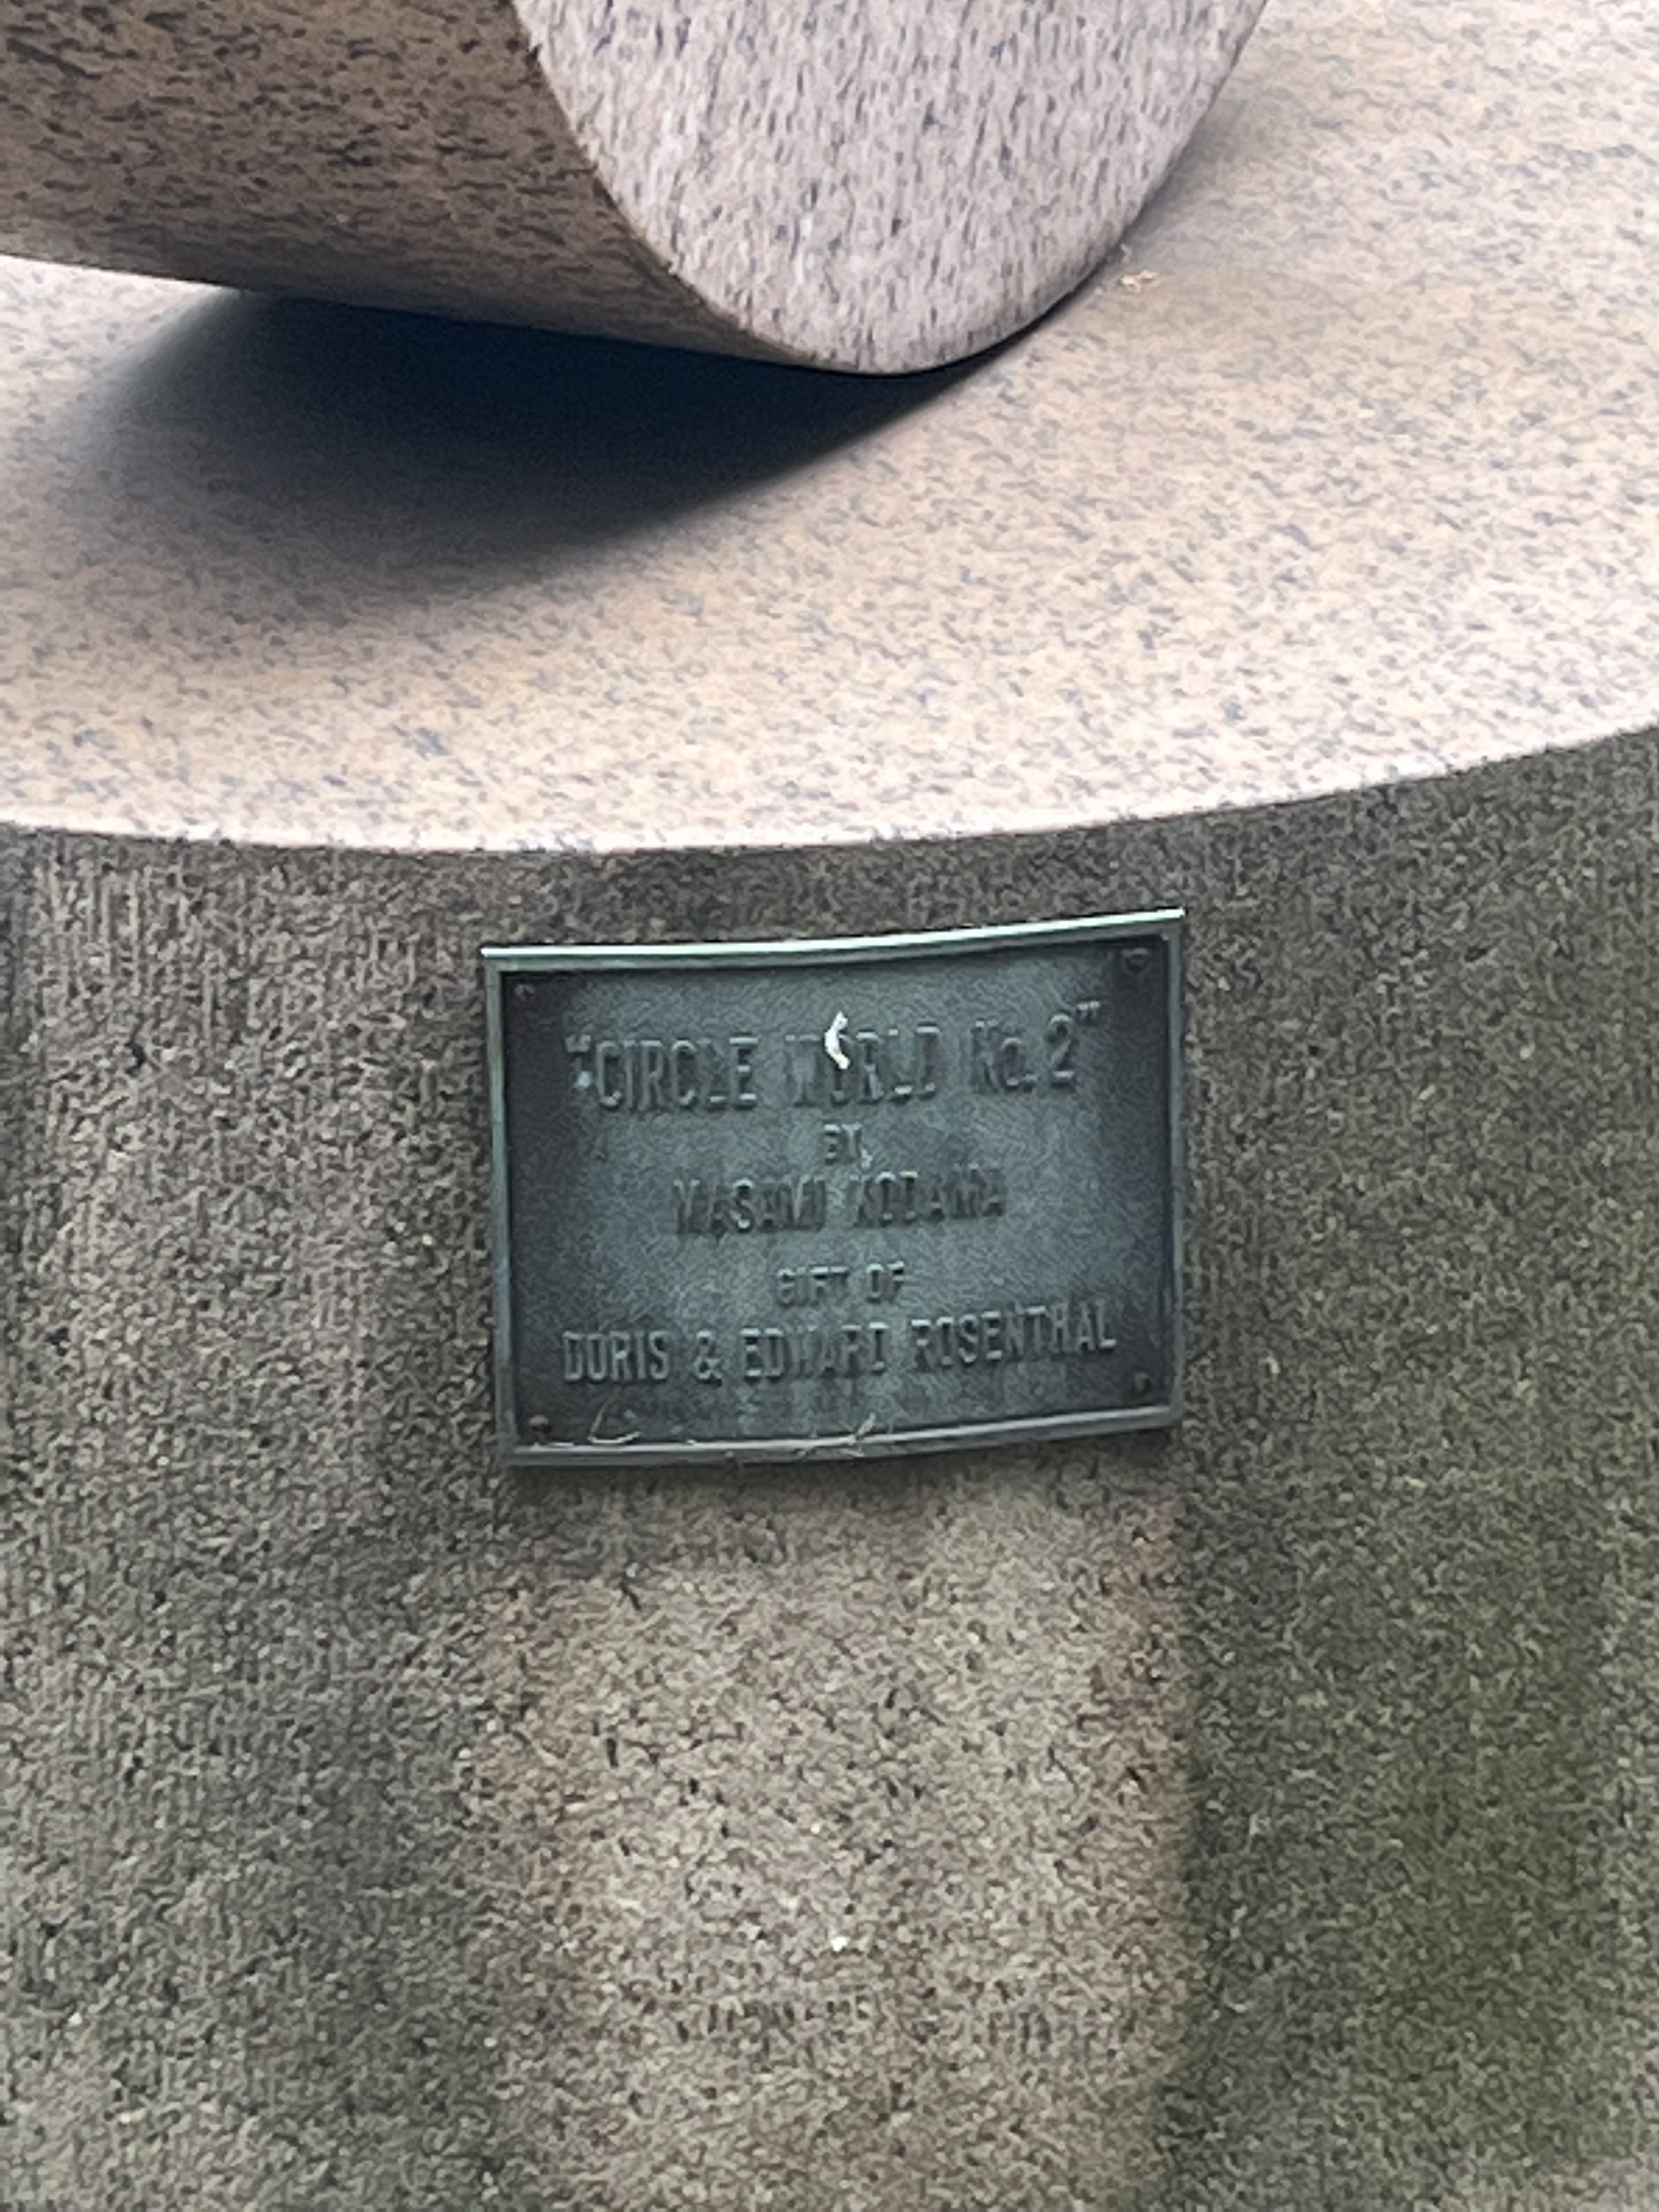 "CIRCLE WORLD No. 2"
BY
MASAMI KODAMA
GIFT OF
DORIS & EDWARD ROSENTHAL